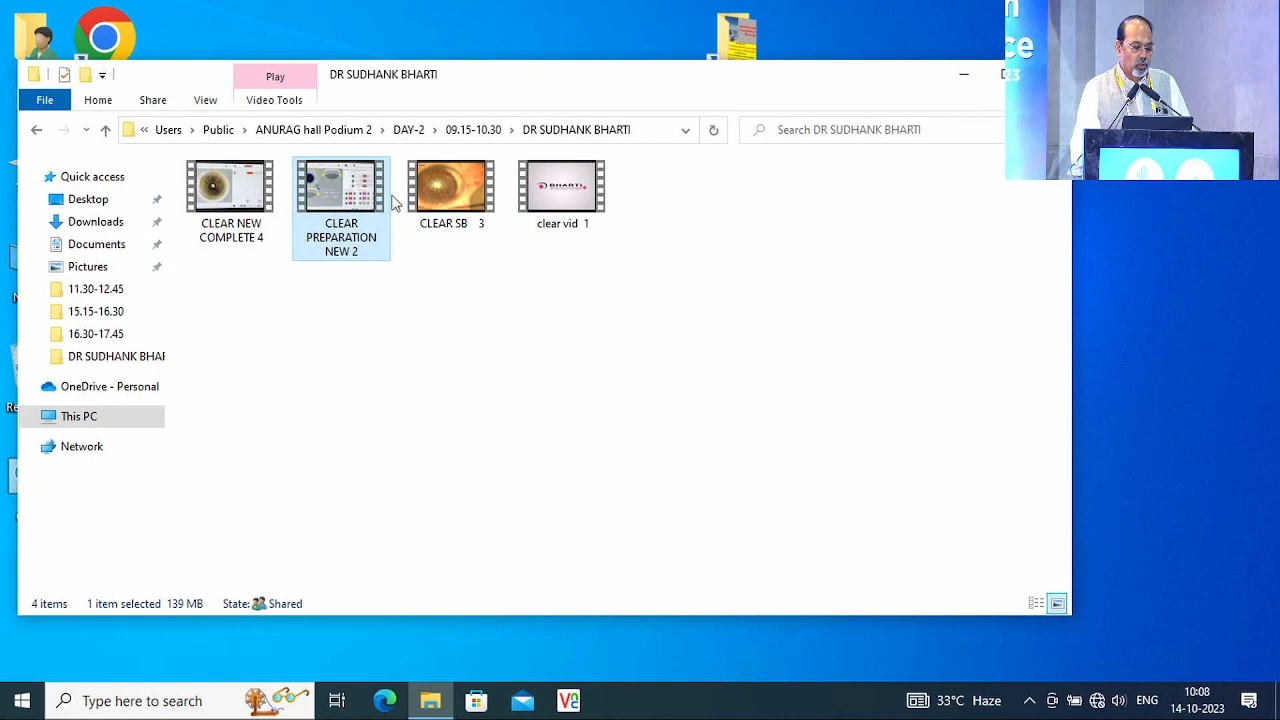 n
ce
23
Play
DR SUDHANK BHARTI
File
Home
Share
View
Video Tools
« Users > Public > ANURAG hall Podium 2 > DAY-2 > 09.15-10.30 > DR SUDHANK BHARTI
Search DR SUDHANK BHARTI
Quick access
Desktop
Downloads
Documents
Pictures
11.30-12.45
15.15-16.30
16.30-17.45
DR SUDHANK BHAR
OneDrive - Personal
This PC
Network
CLEAR NEW
COMPLETE 4
CLEAR
PREPARATION
NEW 2
CLEAR SB 3
BHARTI
clear vid 1
4 items
1 item selected 139 MB
State: Shared
Type here to search
33°C Haze
ENG
10:08
14-10-2023